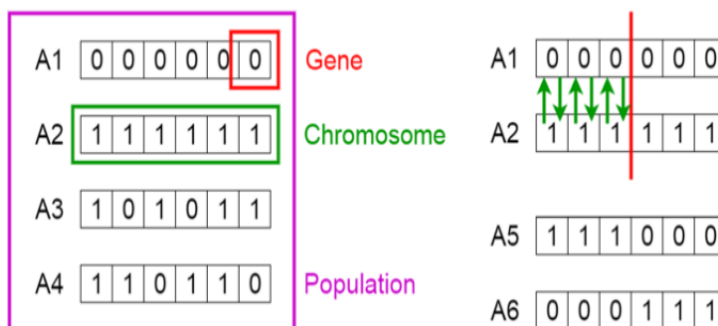 A1 0 0 0 0 0 0 Gene
A2 1 1 1 1 1 1 Chromosome
A3 1 0 1 0 1 1
A4 1 1 0 1 1 0 Population
A1 0 0 0 0 0 0
A2 1 1 1 1 1 1
A5 1 1 1 0 0 0
A6 0 0 0 1 1 1